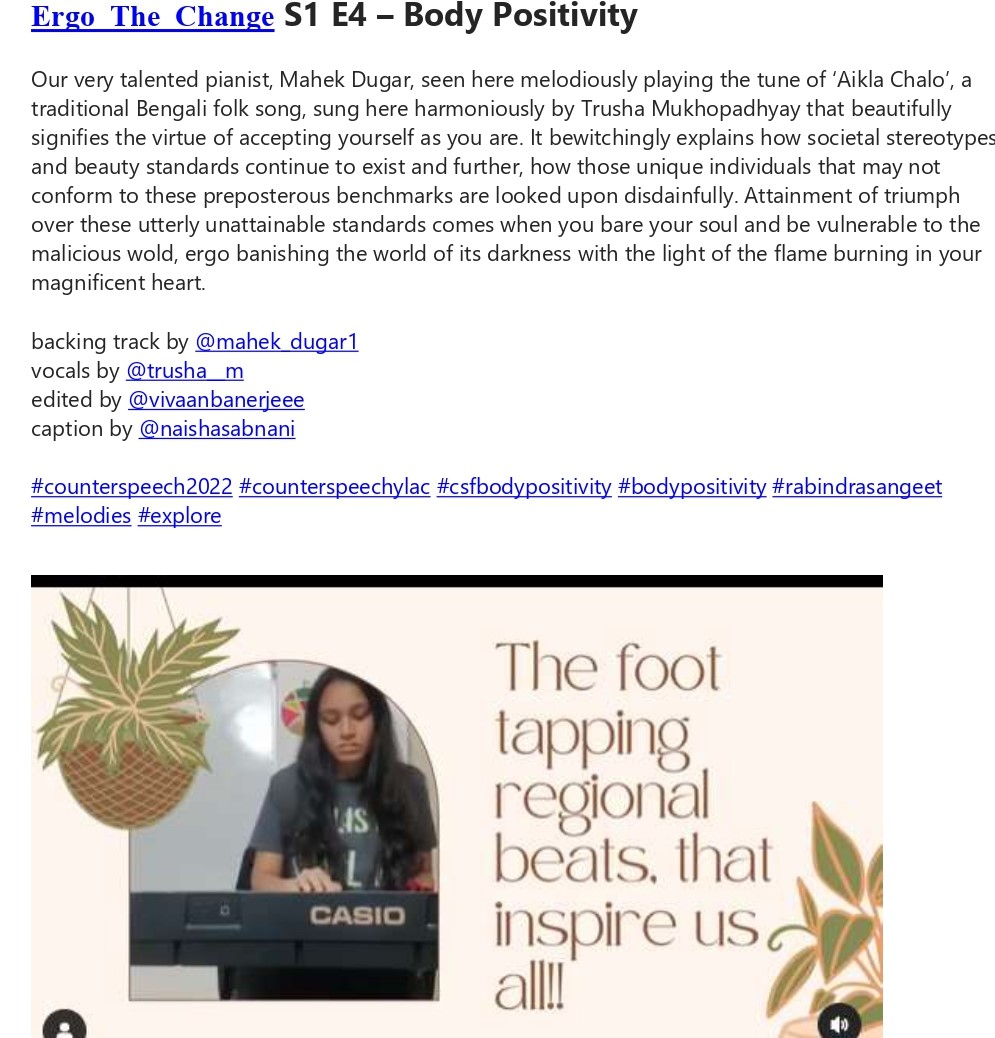 Ergo_The_Change S1 E4 – Body Positivity
Our very talented pianist, Mahek Dugar, seen here melodiously playing the tune of ‘Aikla Chalo’, a
traditional Bengali folk song, sung here harmoniously by Trusha Mukhopadhyay that beautifully
signifies the virtue of accepting yourself as you are. It bewitchingly explains how societal stereotypes
and beauty standards continue to exist and further, how those unique individuals that may not
conform to these preposterous benchmarks are looked upon disdainfully. Attainment of triumph
over these utterly unattainable standards comes when you bare your soul and be vulnerable to the
malicious wold, ergo banishing the world of its darkness with the light of the flame burning in your
magnificent heart.
backing track by @mahek_dugar1
vocals by @trusha__m
edited by @vivaanbanerjeee
caption by @naishasabnani
#counterspeech2022 #counterspeechylac #csfbodypositivity #bodypositivity #rabindrasangeet
#melodies #explore
The foot
tapping
regional
beats, that
inspire us
all!!
CASIO